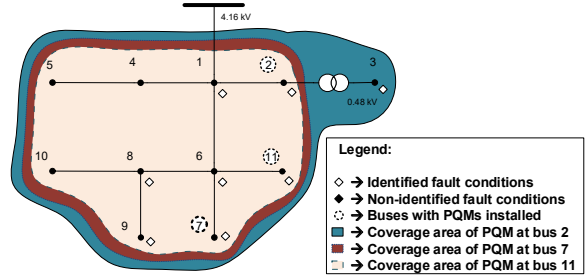 4.16 kV
5 4 1 2 3
0.48 kV
10 8 6 11
9 7
Legend:
→ Identified fault conditions
→ Non-identified fault conditions
→ Buses with PQMs installed
→ Coverage area of PQM at bus 2
→ Coverage area of PQM at bus 7
→ Coverage area of PQM at bus 11